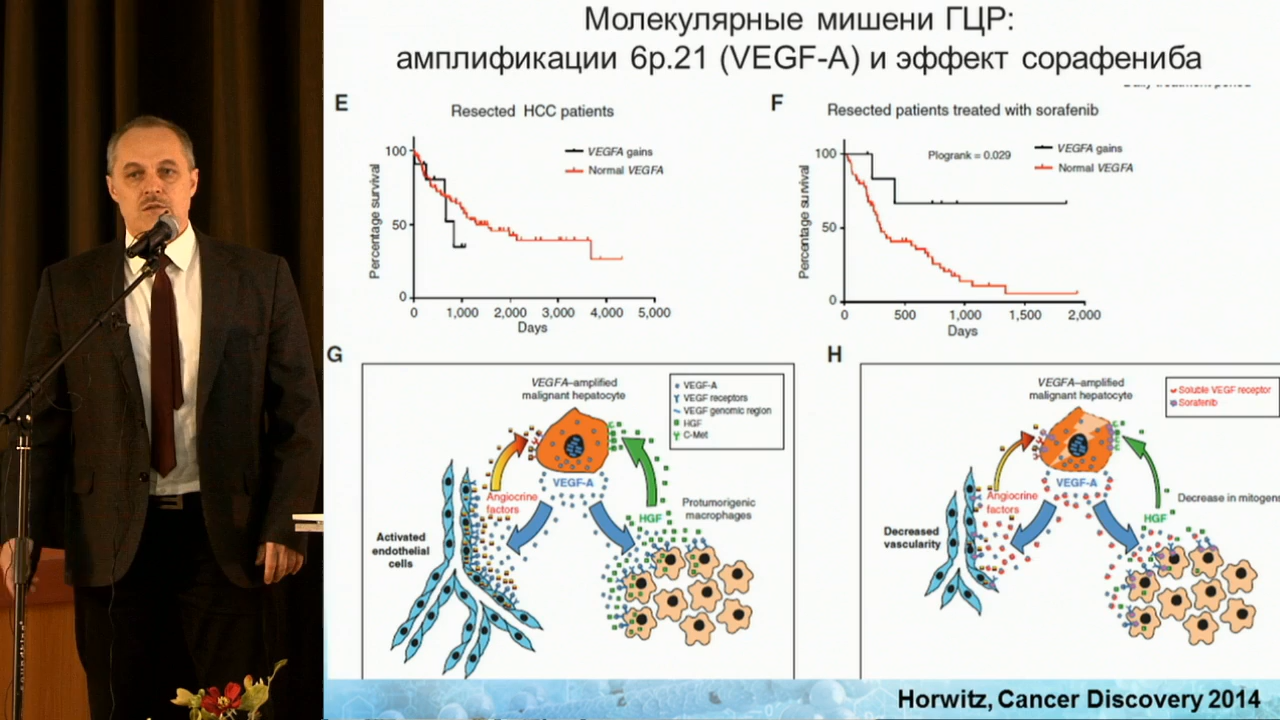 Молекулярные мишени ГЦР:
амплификации 6p.21 (VEGF-A) и эффект сорафениба
E
Resected HCC patients
Percentage survival
100
50
0
VEGFA gains
Normal VEGFA
0 1,000 2,000 3,000 4,000 5,000
Days
F
Resected patients treated with sorafenib
Percentage survival
100
50
0
Plogrank = 0.029
VEGFA gains
Normal VEGFA
0 500 1,000 1,500 2,000
Days
G
VEGFA–amplified
malignant hepatocyte
VEGF-A
VEGF receptors
VEGF genomic region
HGF
C-Met
VEGF-A
Angiocrine
factors
HGF
Protumorigenic
macrophages
Activated
endothelial
cells
H
VEGFA–amplified
malignant hepatocyte
Soluble VEGF receptor
Sorafenib
VEGF-A
Angiocrine
factors
HGF
Decrease in mitogens
Decreased
vascularity
Horwitz, Cancer Discovery 2014